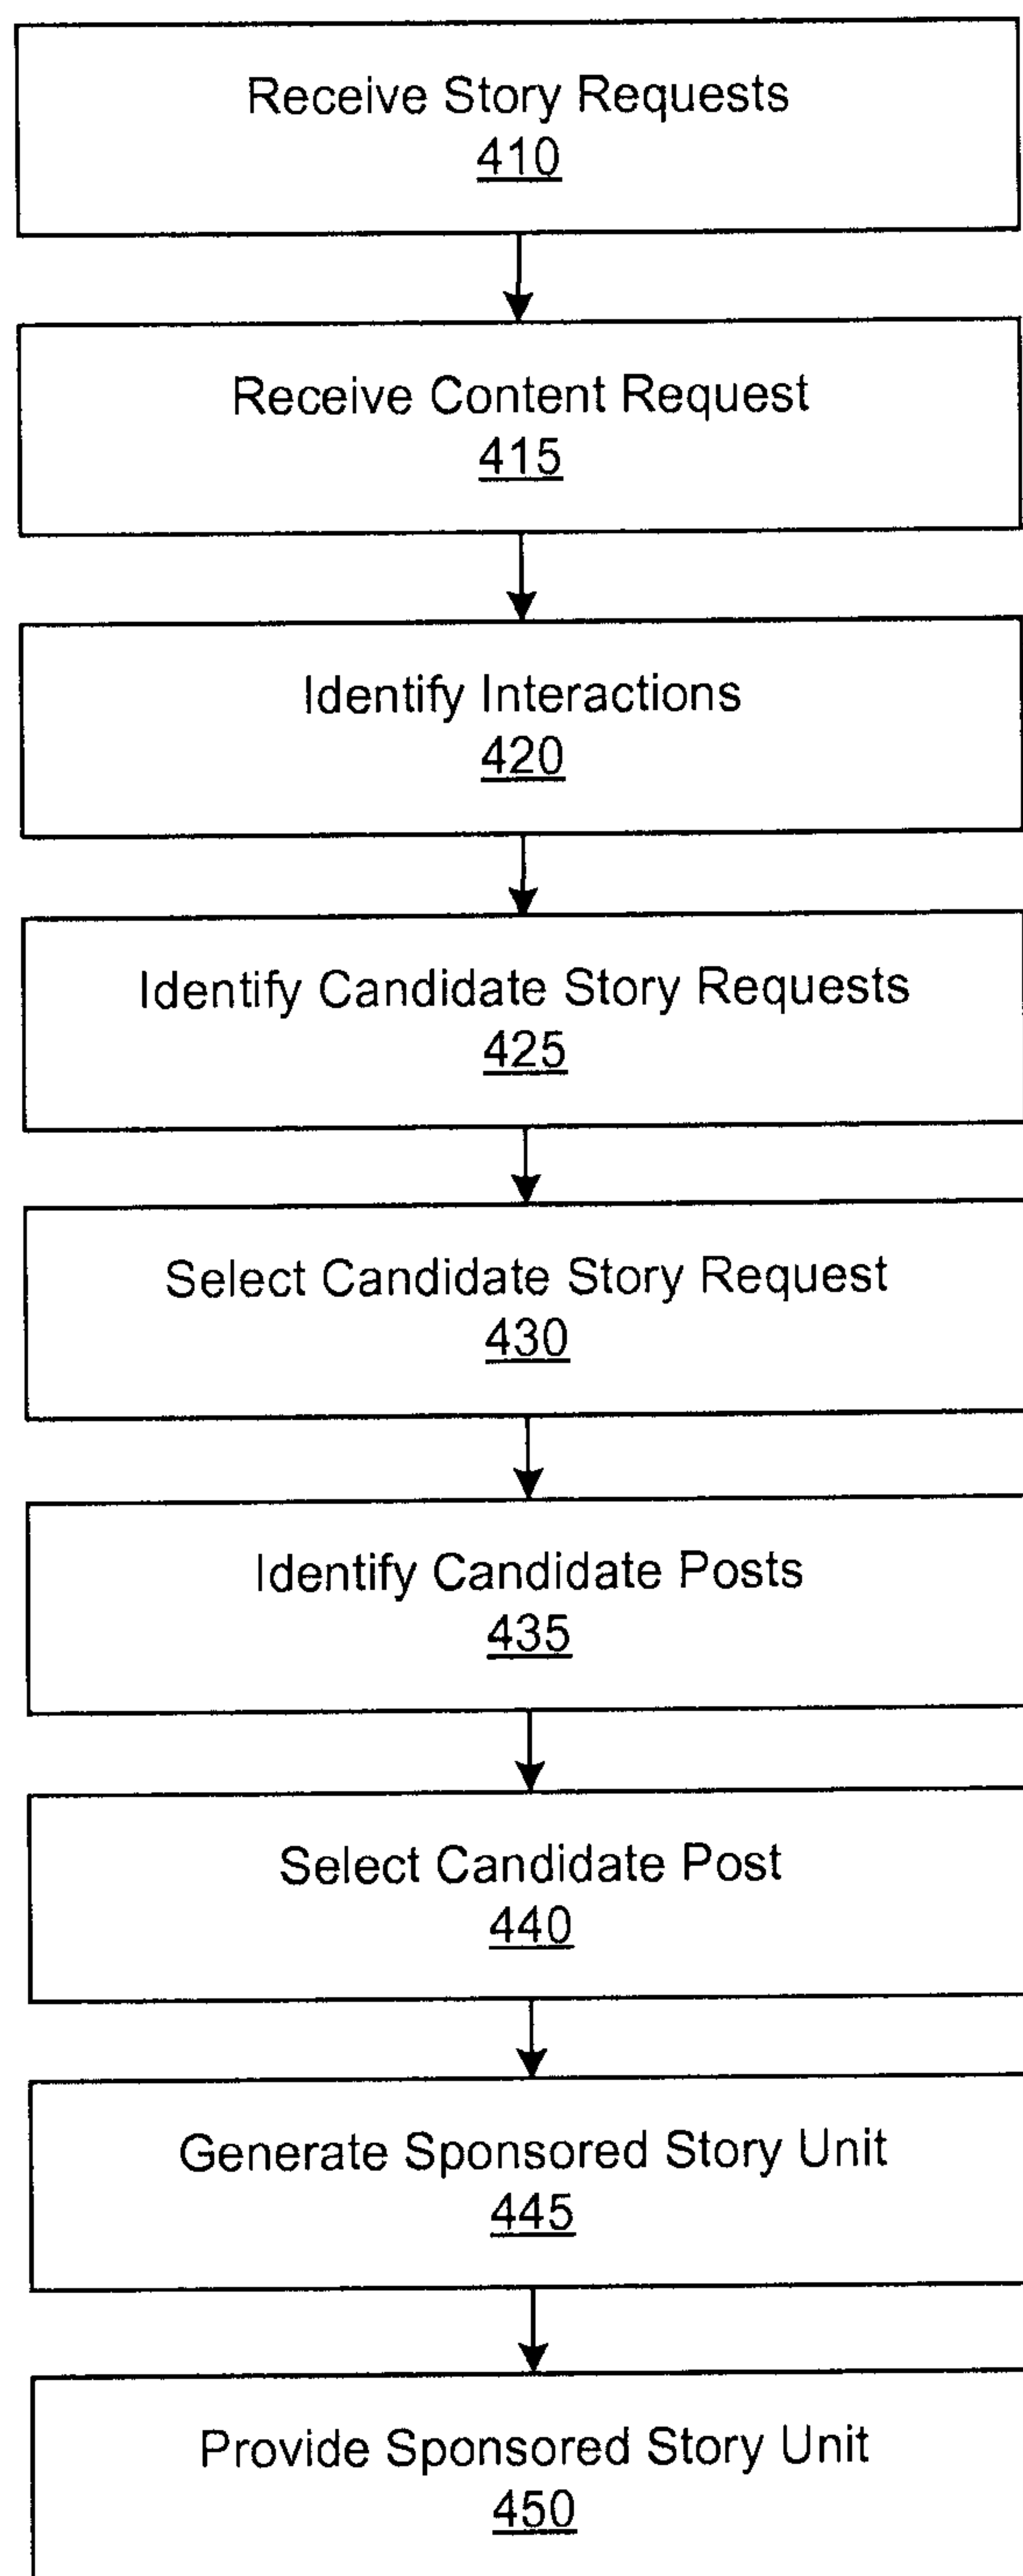 Receive Story Requests
410
Receive Content Request
415
Identify Interactions
420
Identify Candidate Story Requests
425
Select Candidate Story Request
430
Identify Candidate Posts
435
Select Candidate Post
440
Generate Sponsored Story Unit
445
Provide Sponsored Story Unit
450